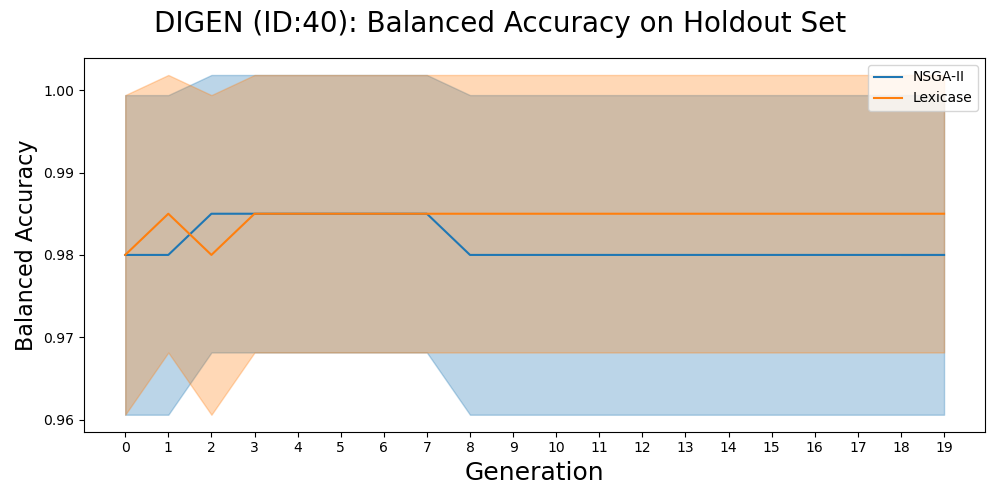 DIGEN (ID:40): Balanced Accuracy on Holdout Set
Balanced Accuracy
1.00
0.99
0.98
0.97
0.96
NSGA-II
Lexicase
0 1 2 3 4 5 6 7 8 9 10 11 12 13 14 15 16 17 18 19
Generation